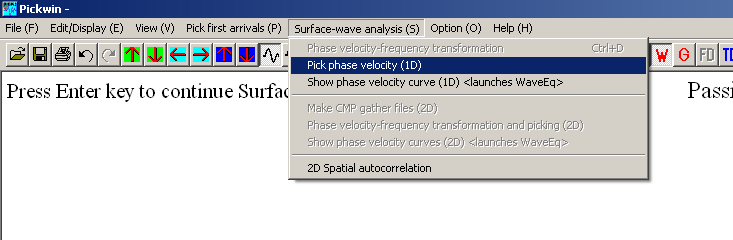 Pickwin -
File (F) Edit/Display (E) View (V) Pick first arrivals (P) Surface-wave analysis (S) Option (O) Help (H)
W G FD
Phase velocity-frequency transformation Ctrl+D
Pick phase velocity (1D)
Show phase velocity curve (1D) <launches WaveEq>
Make CMP gather files (2D)
Phase velocity-frequency transformation and picking (2D)
Show phase velocity curves (2D) <launches WaveEq>
2D Spatial autocorrelation
Press Enter key to continue Surfac
Passi